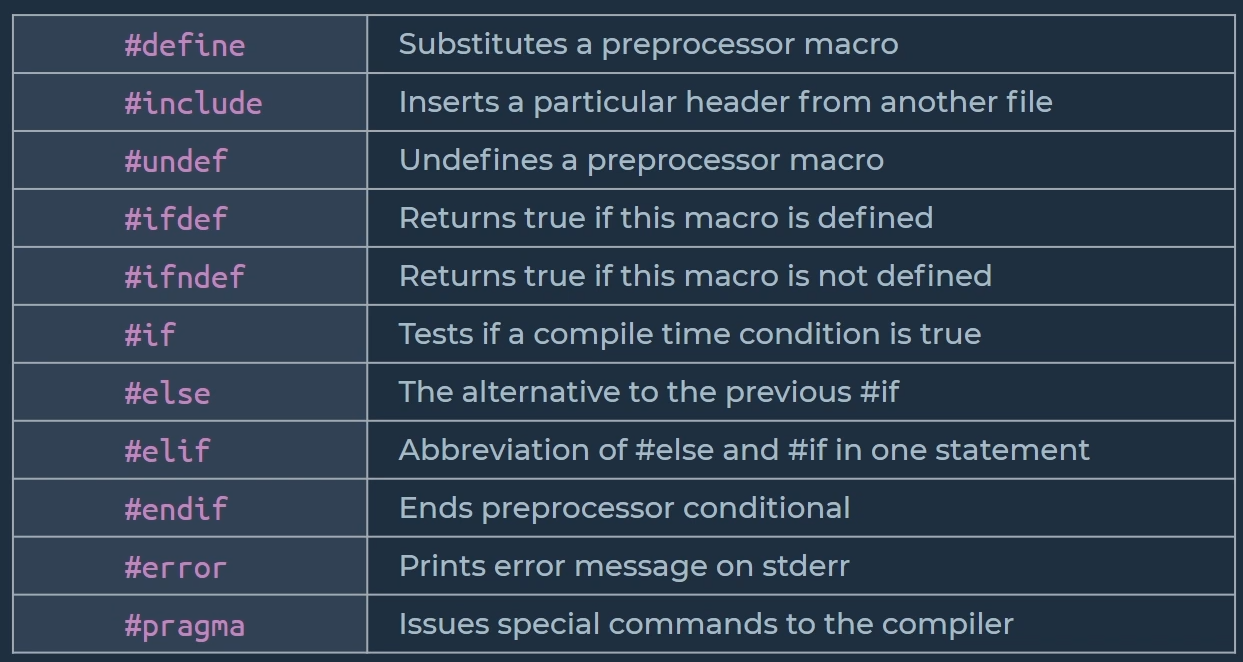 #define Substitutes a preprocessor macro
#include Inserts a particular header from another file
#undef Undefines a preprocessor macro
#ifdef Returns true if this macro is defined
#ifndef Returns true if this macro is not defined
#if Tests if a compile time condition is true
#else The alternative to the previous #if
#elif Abbreviation of #else and #if in one statement
#endif Ends preprocessor conditional
#error Prints error message on stderr
#pragma Issues special commands to the compiler